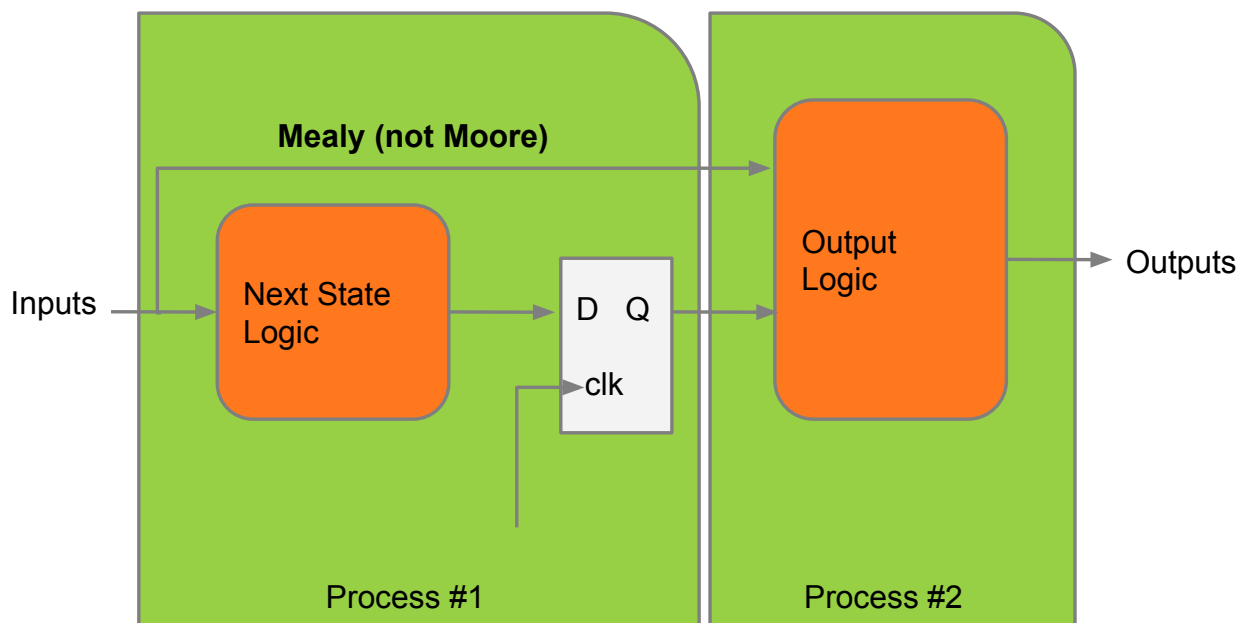 Mealy (not Moore)
Inputs
Next State
Logic
D Q
clk
Output
Logic
Outputs
Process #1
Process #2